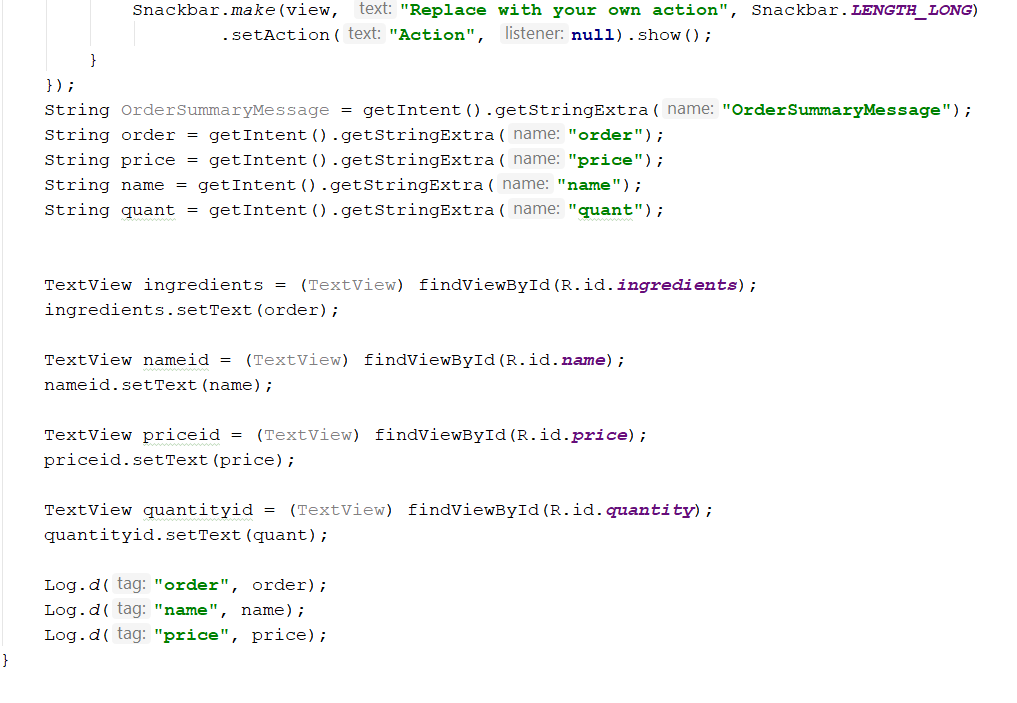 Snackbar.make(view, text: "Replace with your own action", Snackbar.LENGTH_LONG)
.setAction( text: "Action", listener: null).show();
}
});
String OrderSummaryMessage = getIntent().getStringExtra( name: "OrderSummaryMessage");
String order = getIntent().getStringExtra( name: "order");
String price = getIntent().getStringExtra( name: "price");
String name = getIntent().getStringExtra( name: "name");
String quant = getIntent().getStringExtra( name: "quant");
TextView ingredients = (TextView) findViewById(R.id.ingredients);
ingredients.setText(order);
TextView nameid = (TextView) findViewById(R.id.name);
nameid.setText(name);
TextView priceid = (TextView) findViewById(R.id.price);
priceid.setText(price);
TextView quantityid = (TextView) findViewById(R.id.quantity);
quantityid.setText(quant);
Log.d( tag: "order", order);
Log.d( tag: "name", name);
Log.d( tag: "price", price);
}